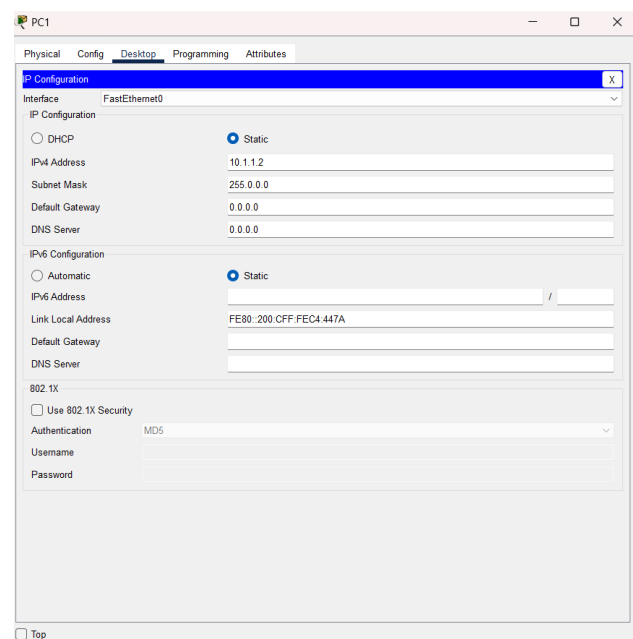 PC1
Physical Config Desktop Programming Attributes
IP Configuration X
Interface FastEthernet0
IP Configuration
DHCP Static
IPv4 Address 10.1.1.2
Subnet Mask 255.0.0.0
Default Gateway 0.0.0.0
DNS Server 0.0.0.0
IPv6 Configuration
Automatic Static
IPv6 Address /
Link Local Address FE80::200:CFF:FEC4:447A
Default Gateway
DNS Server
802.1X
Use 802.1X Security
Authentication MD5
Username
Password
Top